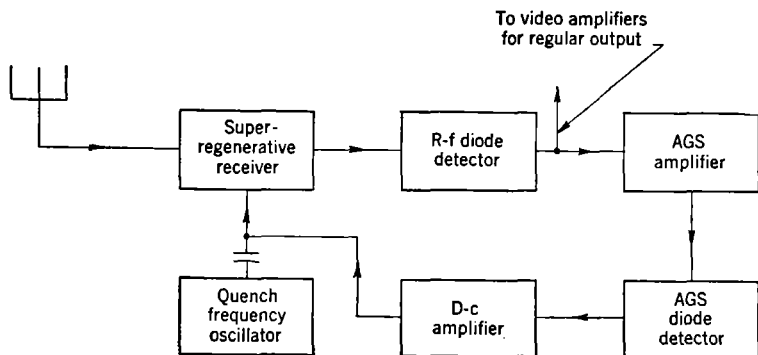 To video amplifiers
for regular output
Super-
regenerative
receiver
R-f diode
detector
AGS
amplifier
Quench
frequency
oscillator
D-c
amplifier
AGS
diode
detector